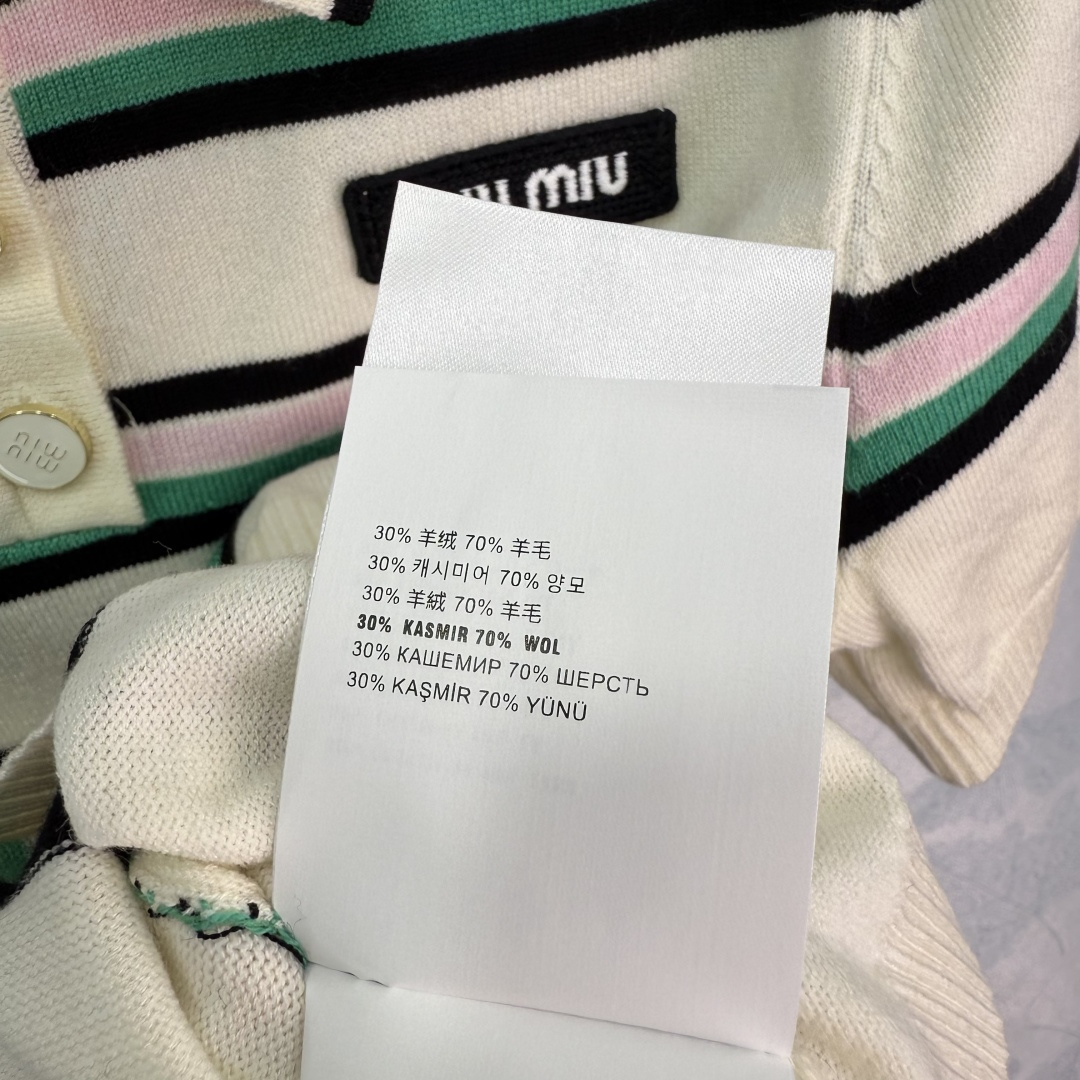 MIU
miu
miu
30% 羊绒 70% 羊毛
30% 캐시미어 70% 양모
30% 羊絨 70% 羊毛
30% KASMIR 70% WOL
30% КАШЕМИР 70% ШЕРСТЬ
30% KAŞMİR 70% YÜNÜ